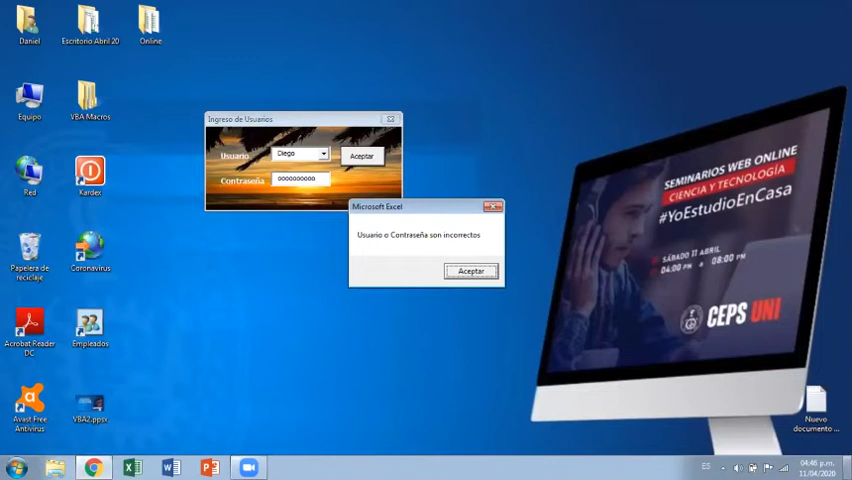 Daniel
Escritorio Abril 20
Online
Equipo
VBA Macros
Red
Kardex
Papelera de
reciclaje
Coronavirus
Acrobat Reader
DC
Empleados
Avast Free
Antivirus
VBA2.ppsx
Ingreso de Usuarios
Usuario
Diego
Aceptar
Contraseña
0000000000
Microsoft Excel
Usuario o Contraseña son incorrectos
Aceptar
SEMINARIOS WEB ONLINE
CIENCIA Y TECNOLOGÍA
#YoEstudioEnCasa
SÁBADO 11 ABRIL
04:00 PM a 08:00 PM
CEPS UNI
Nuevo
documento ...
ES
04:46 p.m.
11/04/2020